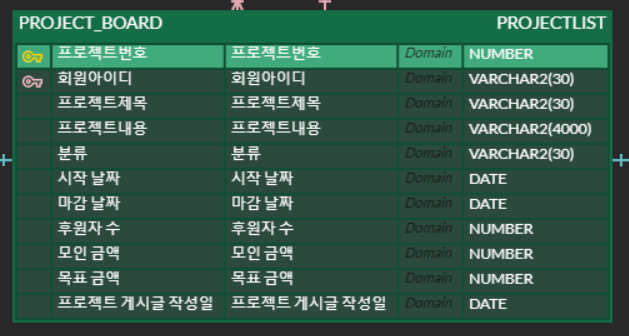 PROJECT_BOARD PROJECTLIST
프로젝트번호 프로젝트번호 Domain NUMBER
회원아이디 회원아이디 Domain VARCHAR2(30)
프로젝트제목 프로젝트제목 Domain VARCHAR2(30)
프로젝트내용 프로젝트내용 Domain VARCHAR2(4000)
분류 분류 Domain VARCHAR2(30)
시작 날짜 시작 날짜 Domain DATE
마감 날짜 마감 날짜 Domain DATE
후원자 수 후원자 수 Domain NUMBER
모인 금액 모인 금액 Domain NUMBER
목표 금액 목표 금액 Domain NUMBER
프로젝트 게시글 작성일 프로젝트 게시글 작성일 Domain DATE